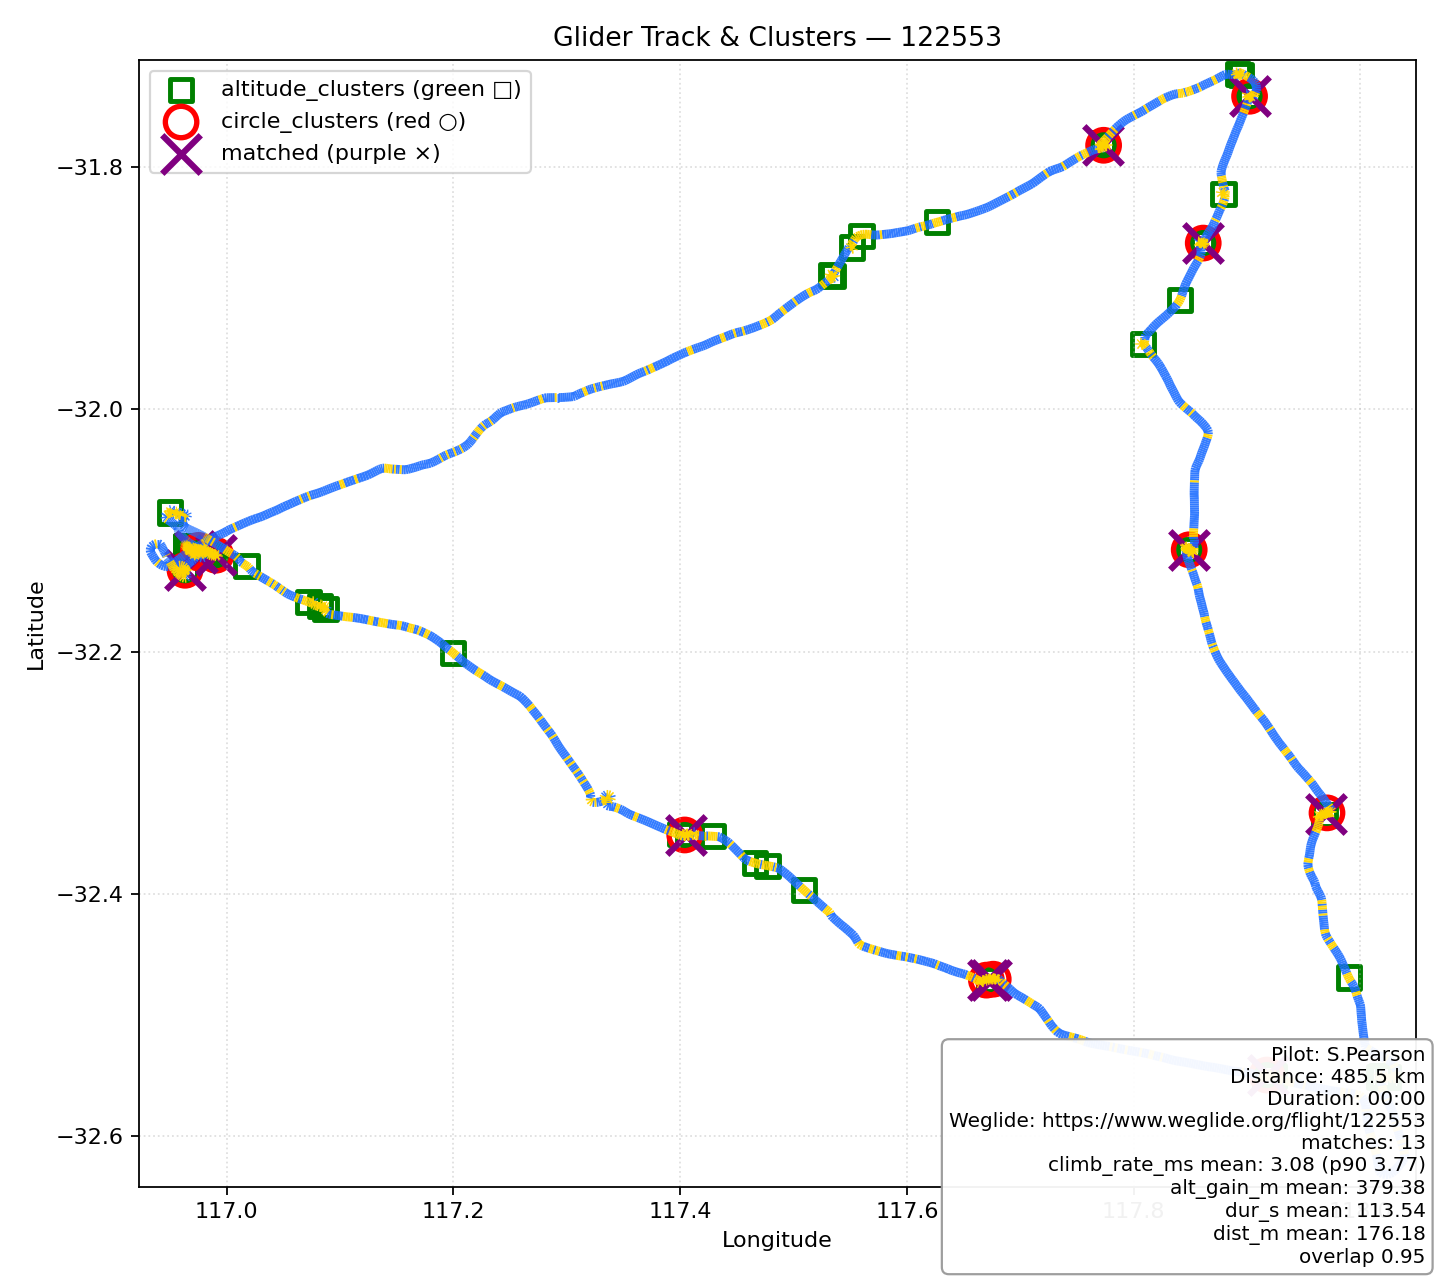 Glider Track & Clusters — 122553
altitude_clusters (green □)
circle_clusters (red ○)
matched (purple ×)
Latitude
−31.8
−32.0
−32.2
−32.4
−32.6
117.0
117.2
117.4
117.6
117.8
Longitude
Pilot: S.Pearson
Distance: 485.5 km
Duration: 00:00
Weglide: https://www.weglide.org/flight/122553
matches: 13
climb_rate_ms mean: 3.08 (p90 3.77)
alt_gain_m mean: 379.38
dur_s mean: 113.54
dist_m mean: 176.18
overlap 0.95